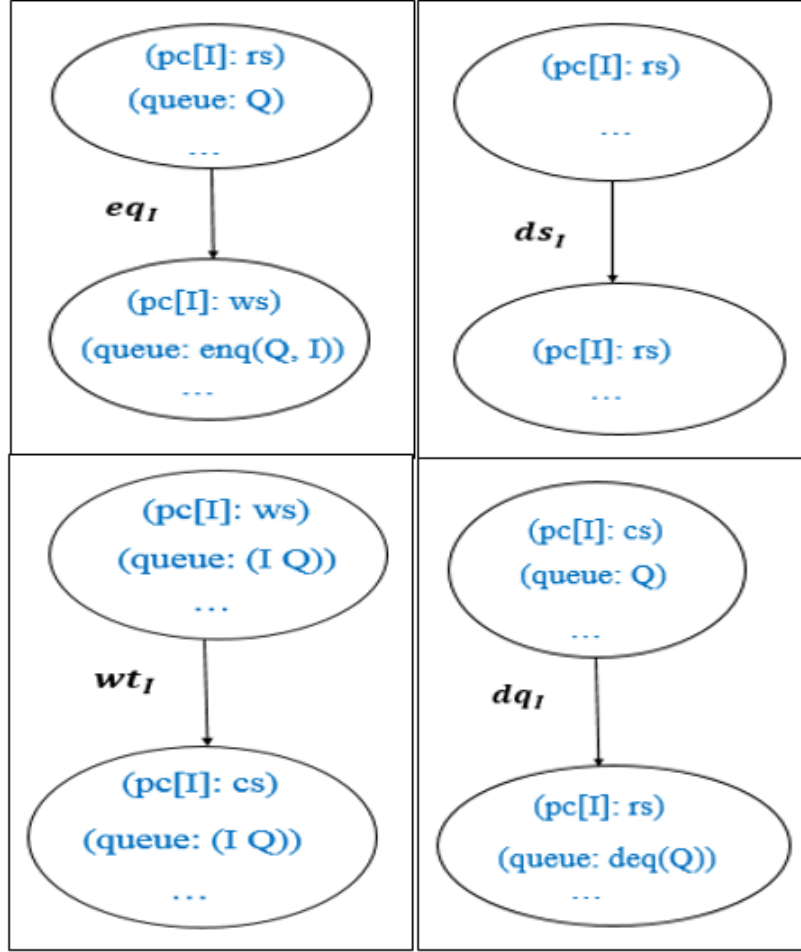 (pc[I]: rs)
(queue: Q)
...
eq_I
(pc[I]: ws)
(queue: enq(Q, I))
...
(pc[I]: rs)
...
ds_I
(pc[I]: rs)
...
(pc[I]: ws)
(queue: (I Q))
...
wt_I
(pc[I]: cs)
(queue: (I Q))
...
(pc[I]: cs)
(queue: Q)
...
dq_I
(pc[I]: rs)
(queue: deq(Q))
...